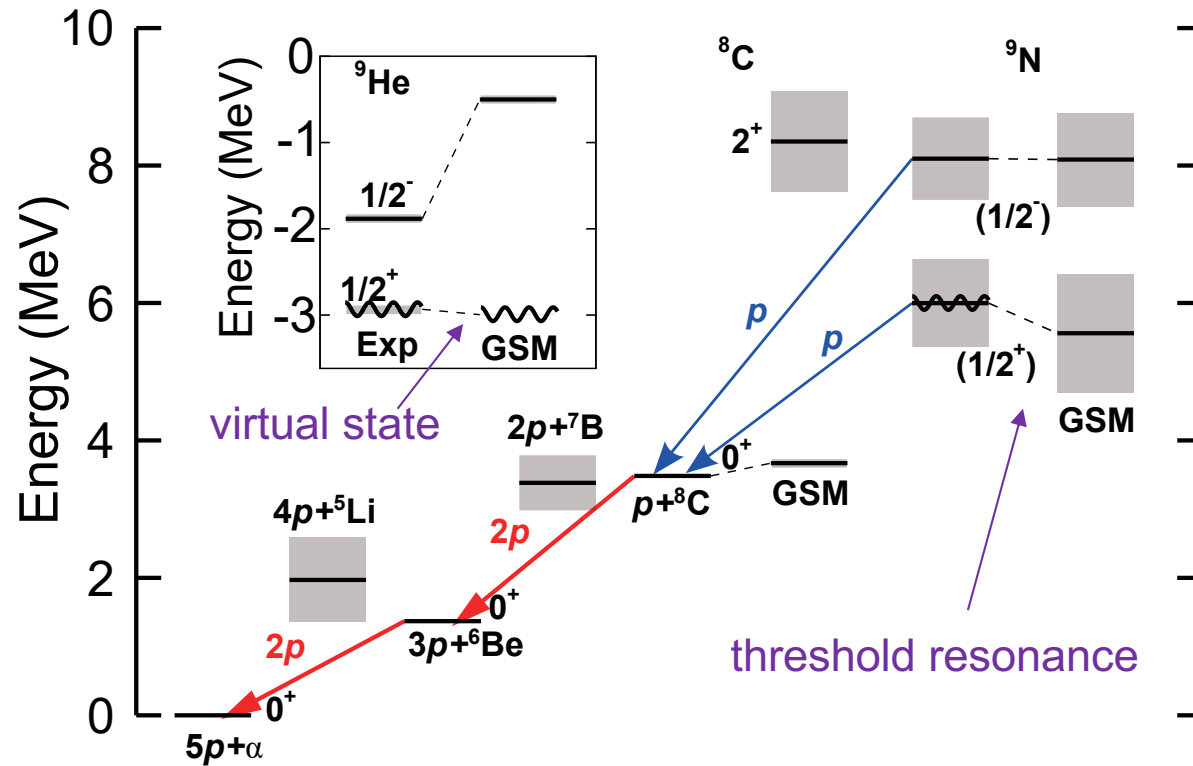 Energy (MeV)
10
8
6
4
2
0
Energy (MeV)
0
-1
-2
-3
⁹He
1/2⁻
1/2⁺
Exp
GSM
virtual state
⁸C
⁹N
2⁺
(1/2⁻)
p
p
(1/2⁺)
GSM
2p+⁷B
0⁺
p+⁸C
GSM
4p+⁵Li
2p
0⁺
3p+⁶Be
2p
threshold resonance
0⁺
5p+α